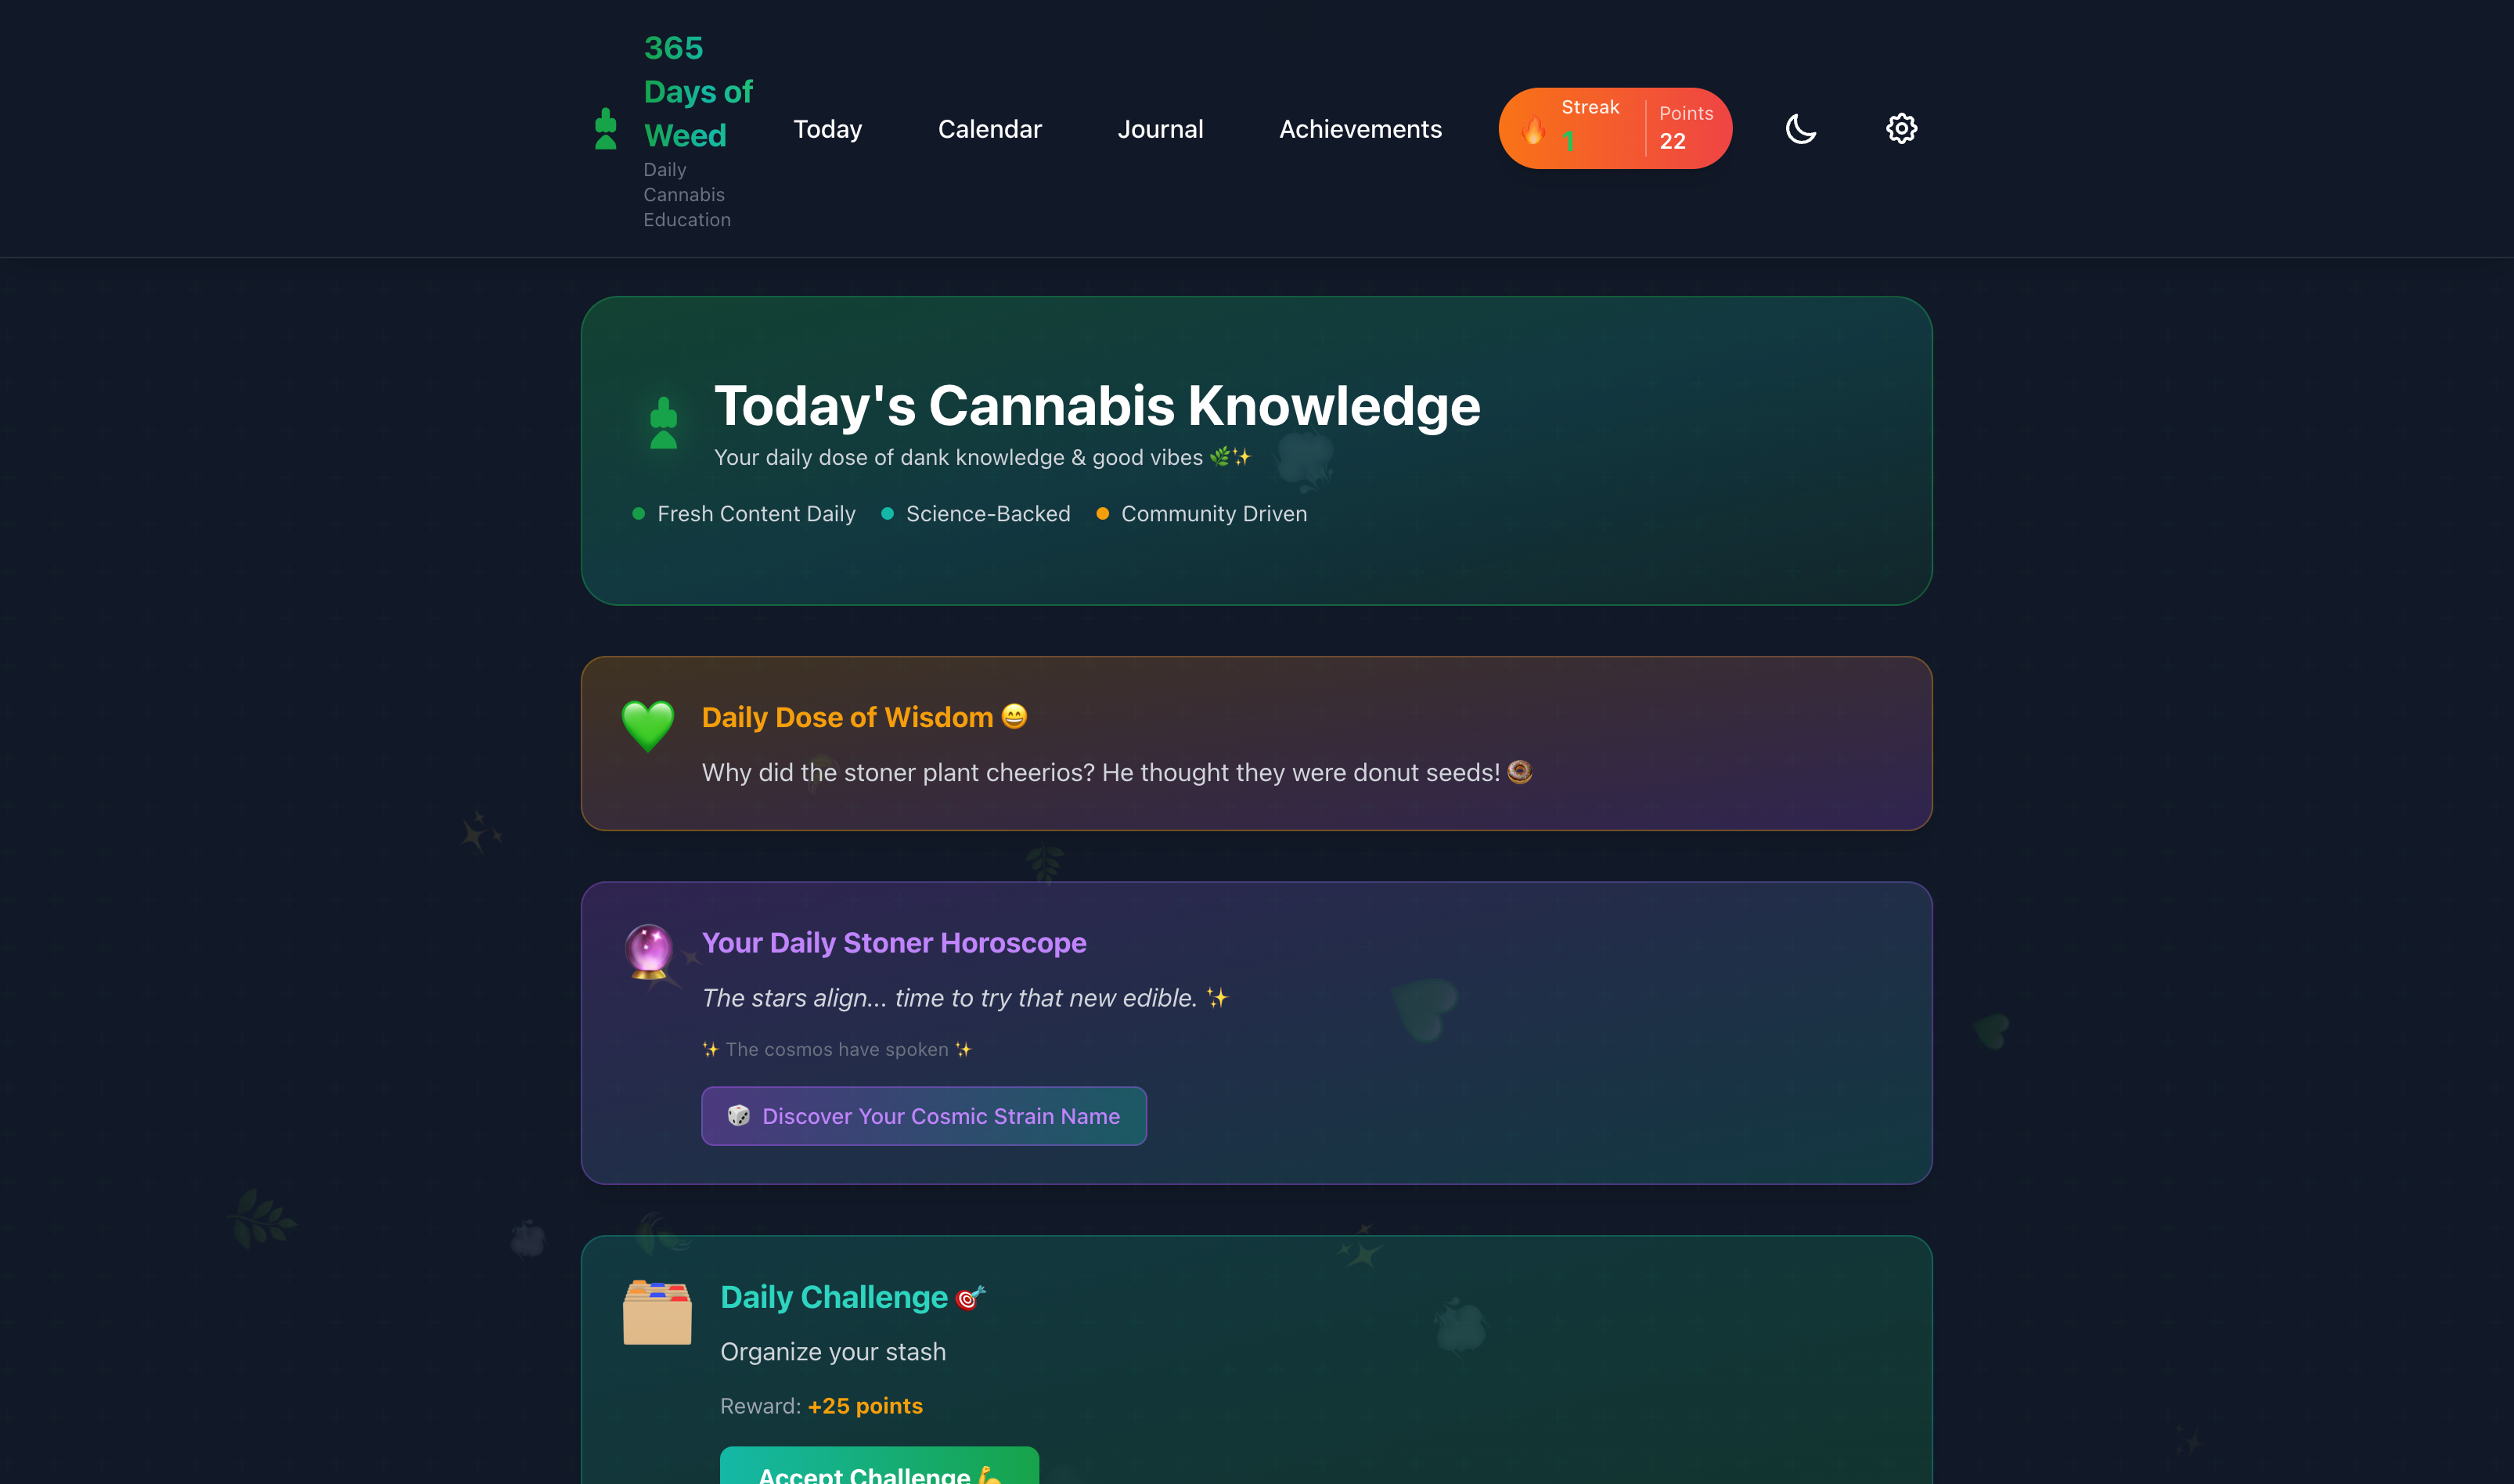 365
Days of
Weed
Daily
Cannabis
Education
Today
Calendar
Journal
Achievements
Streak
1
Points
22
Today's Cannabis Knowledge
Your daily dose of dank knowledge & good vibes 🌿✨
Fresh Content Daily
Science-Backed
Community Driven
Daily Dose of Wisdom 😄
Why did the stoner plant cheerios? He thought they were donut seeds! 🍩
Your Daily Stoner Horoscope
The stars align... time to try that new edible. ✨
✨ The cosmos have spoken ✨
🎲 Discover Your Cosmic Strain Name
Daily Challenge 🎯
Organize your stash
Reward: +25 points
Accept Challenge 💪